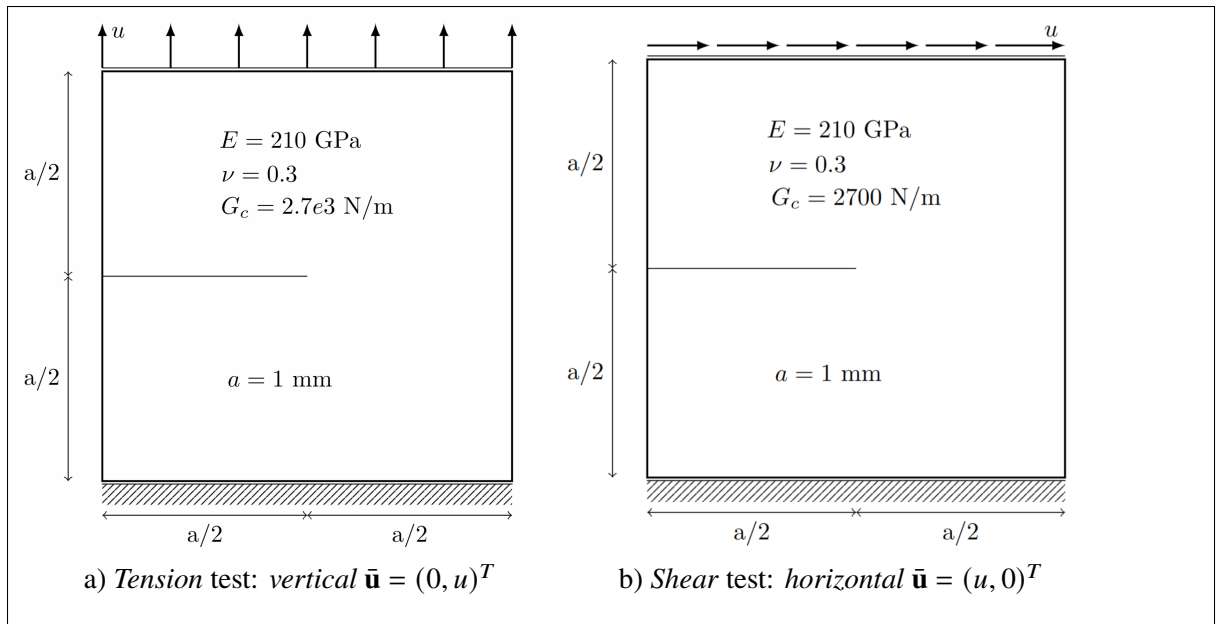 u
E = 210 GPa
ν = 0.3
G_c = 2.7e3 N/m
a/2
a/2
a = 1 mm
a/2
a/2
a) Tension test: vertical ū = (0, u)^T
u
E = 210 GPa
ν = 0.3
G_c = 2700 N/m
a/2
a/2
a = 1 mm
a/2
a/2
b) Shear test: horizontal ū = (u, 0)^T